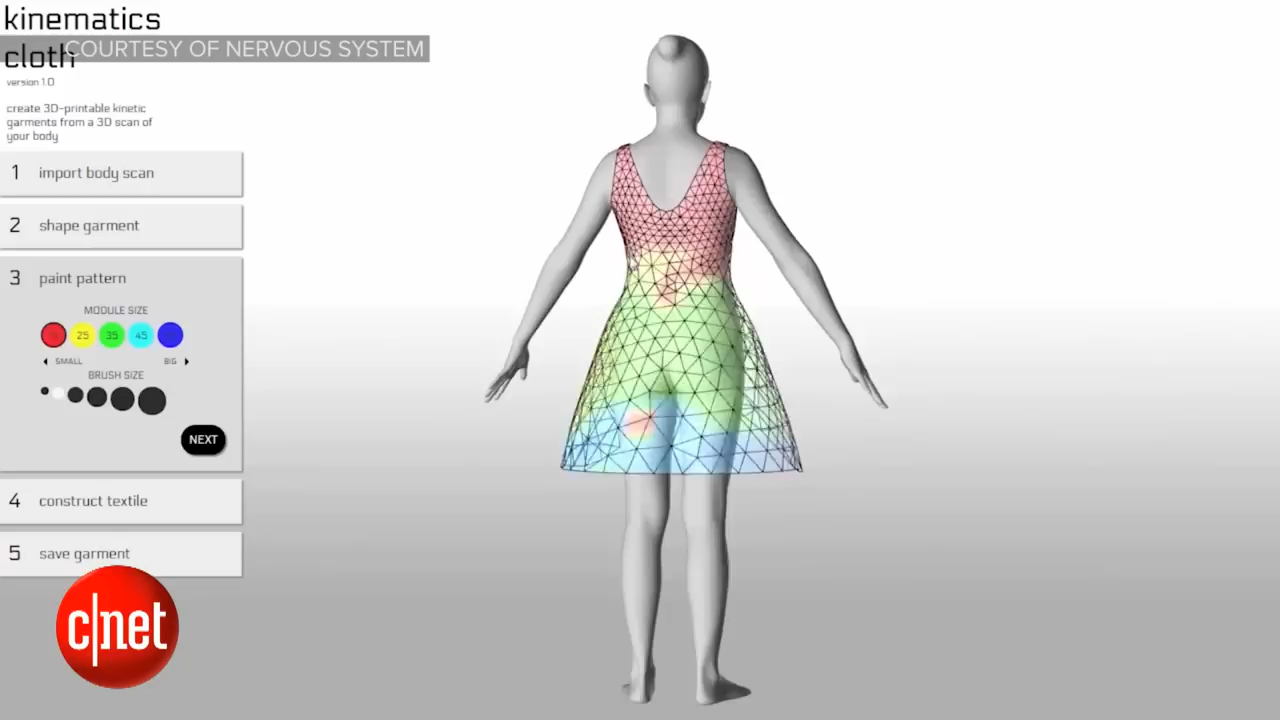 kinematics
COURTESY OF NERVOUS SYSTEM
cloth
version 1.0
create 3D-printable kinetic
garments from a 3D scan of
your body
1 import body scan
2 shape garment
3 paint pattern
MODULE SIZE
25 35 45
SMALL BIG
BRUSH SIZE
NEXT
4 construct textile
5 save garment
c|net